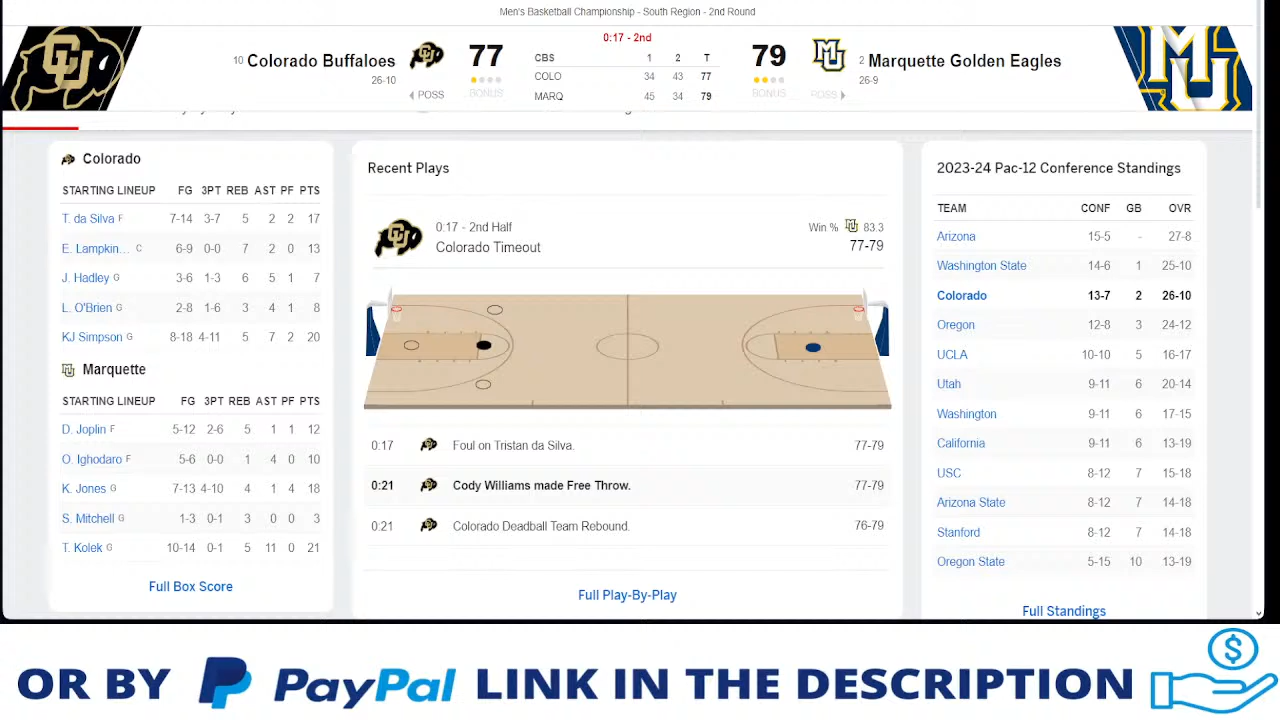 Men's Basketball Championship - South Region - 2nd Round
10 Colorado Buffaloes
26-10
77
BONUS
POSS
0:17 - 2nd
CBS 1 2 T
COLO 34 43 77
MARQ 45 34 79
79
BONUS
POSS
2 Marquette Golden Eagles
26-9
Colorado
STARTING LINEUP FG 3PT REB AST PF PTS
T. da Silva F 7-14 3-7 5 2 2 17
E. Lampkin... C 6-9 0-0 7 2 0 13
J. Hadley G 3-6 1-3 6 5 1 7
L. O'Brien G 2-8 1-6 3 4 1 8
KJ Simpson G 8-18 4-11 5 7 2 20
Marquette
STARTING LINEUP FG 3PT REB AST PF PTS
D. Joplin F 5-12 2-6 5 1 1 12
O. Ighodaro F 5-6 0-0 1 4 0 10
K. Jones G 7-13 4-10 4 1 4 18
S. Mitchell G 1-3 0-1 3 0 0 3
T. Kolek G 10-14 0-1 5 11 0 21
Full Box Score
Recent Plays
0:17 - 2nd Half
Colorado Timeout
Win % 83.3
77-79
0:17 Foul on Tristan da Silva. 77-79
0:21 Cody Williams made Free Throw. 77-79
0:21 Colorado Deadball Team Rebound. 76-79
Full Play-By-Play
2023-24 Pac-12 Conference Standings
TEAM CONF GB OVR
Arizona 15-5 - 27-8
Washington State 14-6 1 25-10
Colorado 13-7 2 26-10
Oregon 12-8 3 24-12
UCLA 10-10 5 16-17
Utah 9-11 6 20-14
Washington 9-11 6 17-15
California 9-11 6 13-19
USC 8-12 7 15-18
Arizona State 8-12 7 14-18
Stanford 8-12 7 14-18
Oregon State 5-15 10 13-19
Full Standings
OR BY PayPal LINK IN THE DESCRIPTION